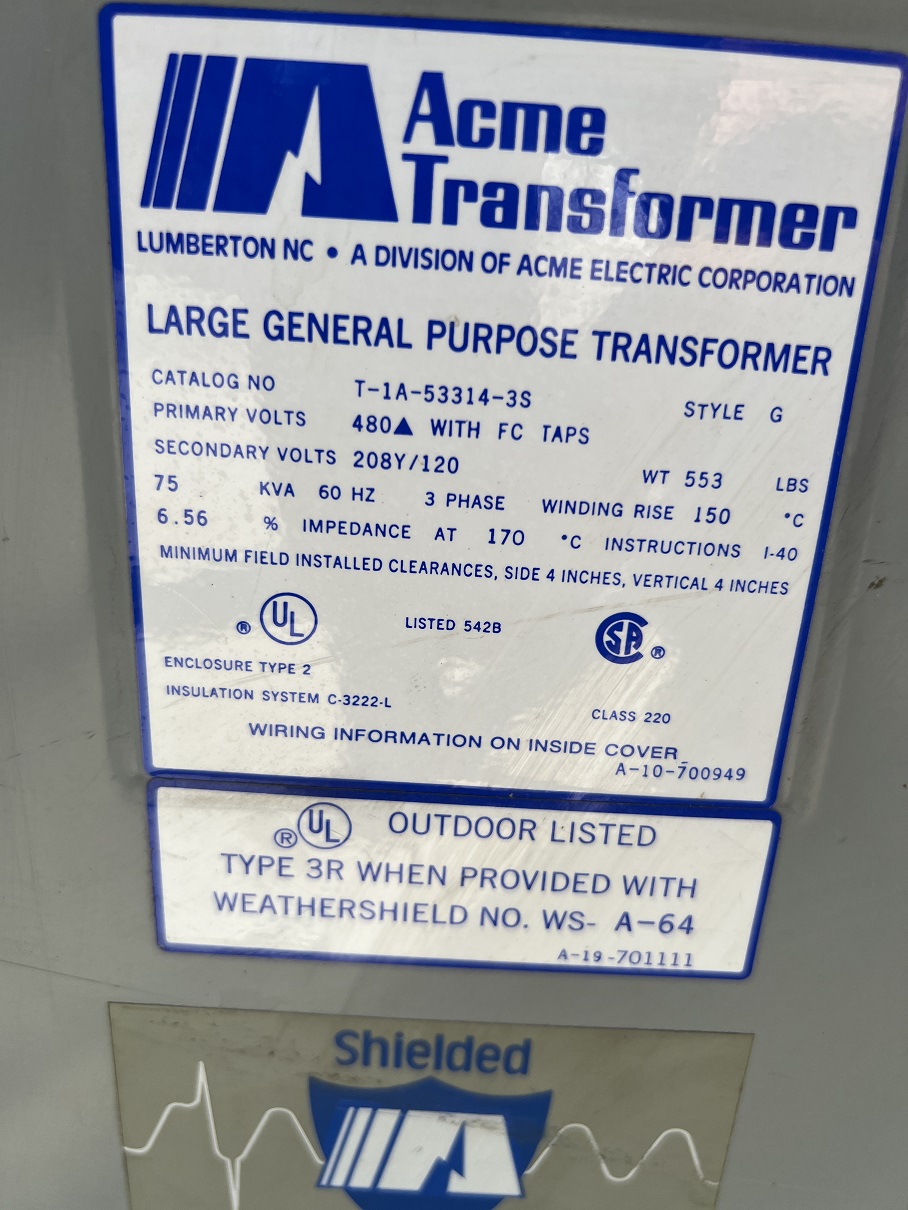 Acme
Transformer
LUMBERTON NC • A DIVISION OF ACME ELECTRIC CORPORATION
LARGE GENERAL PURPOSE TRANSFORMER
CATALOG NO T-1A-53314-3S STYLE G
PRIMARY VOLTS 480▲ WITH FC TAPS
SECONDARY VOLTS 208Y/120 WT 553 LBS
75 KVA 60 HZ 3 PHASE WINDING RISE 150 °C
6.56 % IMPEDANCE AT 170 °C INSTRUCTIONS I-40
MINIMUM FIELD INSTALLED CLEARANCES, SIDE 4 INCHES, VERTICAL 4 INCHES
® UL LISTED 542B SA ®
ENCLOSURE TYPE 2
INSULATION SYSTEM C-3222-L
CLASS 220
WIRING INFORMATION ON INSIDE COVER
A-10-700949
® UL OUTDOOR LISTED
TYPE 3R WHEN PROVIDED WITH
WEATHERSHIELD NO. WS- A-64
A-19-701111
Shielded